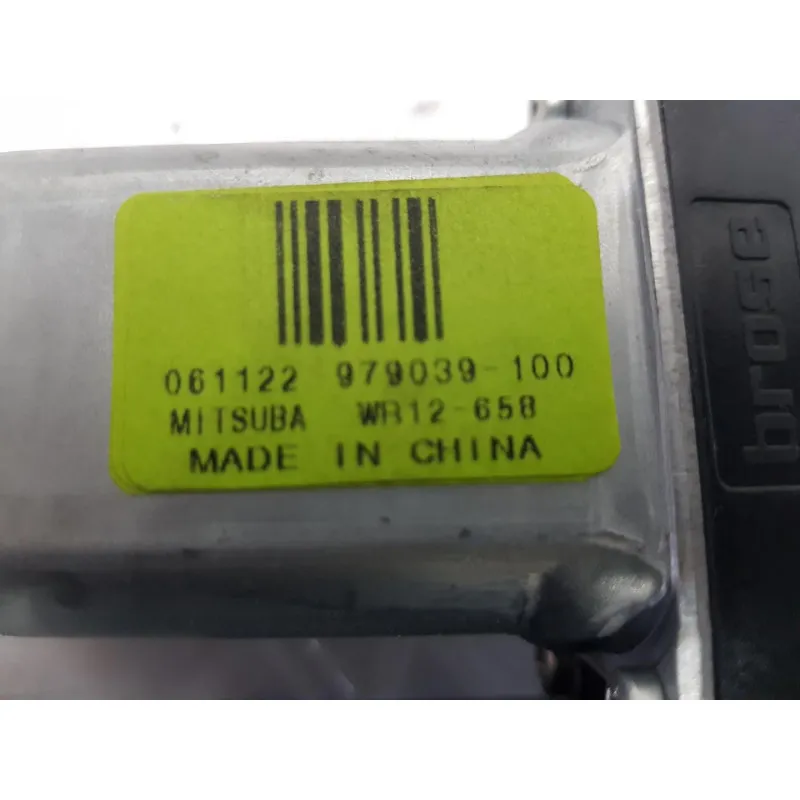 061122 979039-100
MITSUBA WR12-658
MADE IN CHINA
brose